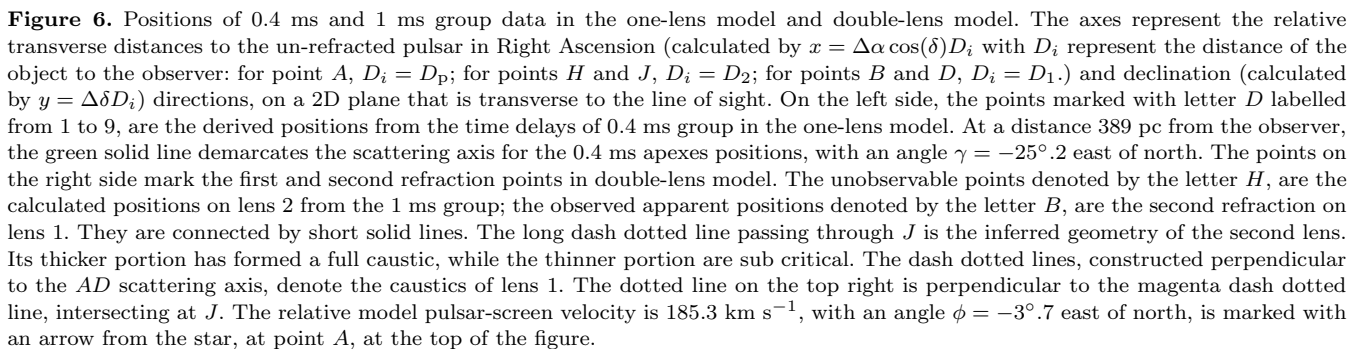 Figure 6. Positions of 0.4 ms and 1 ms group data in the one-lens model and double-lens model. The axes represent the relative
transverse distances to the un-refracted pulsar in Right Ascension (calculated by x = Δα cos(δ)Dᵢ with Dᵢ represent the distance of the
object to the observer: for point A, Dᵢ = Dₚ; for points H and J, Dᵢ = D₂; for points B and D, Dᵢ = D₁.) and declination (calculated
by y = ΔδDᵢ) directions, on a 2D plane that is transverse to the line of sight. On the left side, the points marked with letter D labelled
from 1 to 9, are the derived positions from the time delays of 0.4 ms group in the one-lens model. At a distance 389 pc from the observer,
the green solid line demarcates the scattering axis for the 0.4 ms apexes positions, with an angle γ = −25°.2 east of north. The points on
the right side mark the first and second refraction points in double-lens model. The unobservable points denoted by the letter H, are the
calculated positions on lens 2 from the 1 ms group; the observed apparent positions denoted by the letter B, are the second refraction on
lens 1. They are connected by short solid lines. The long dash dotted line passing through J is the inferred geometry of the second lens.
Its thicker portion has formed a full caustic, while the thinner portion are sub critical. The dash dotted lines, constructed perpendicular
to the AD scattering axis, denote the caustics of lens 1. The dotted line on the top right is perpendicular to the magenta dash dotted
line, intersecting at J. The relative model pulsar-screen velocity is 185.3 km s⁻¹, with an angle ϕ = −3°.7 east of north, is marked with
an arrow from the star, at point A, at the top of the figure.